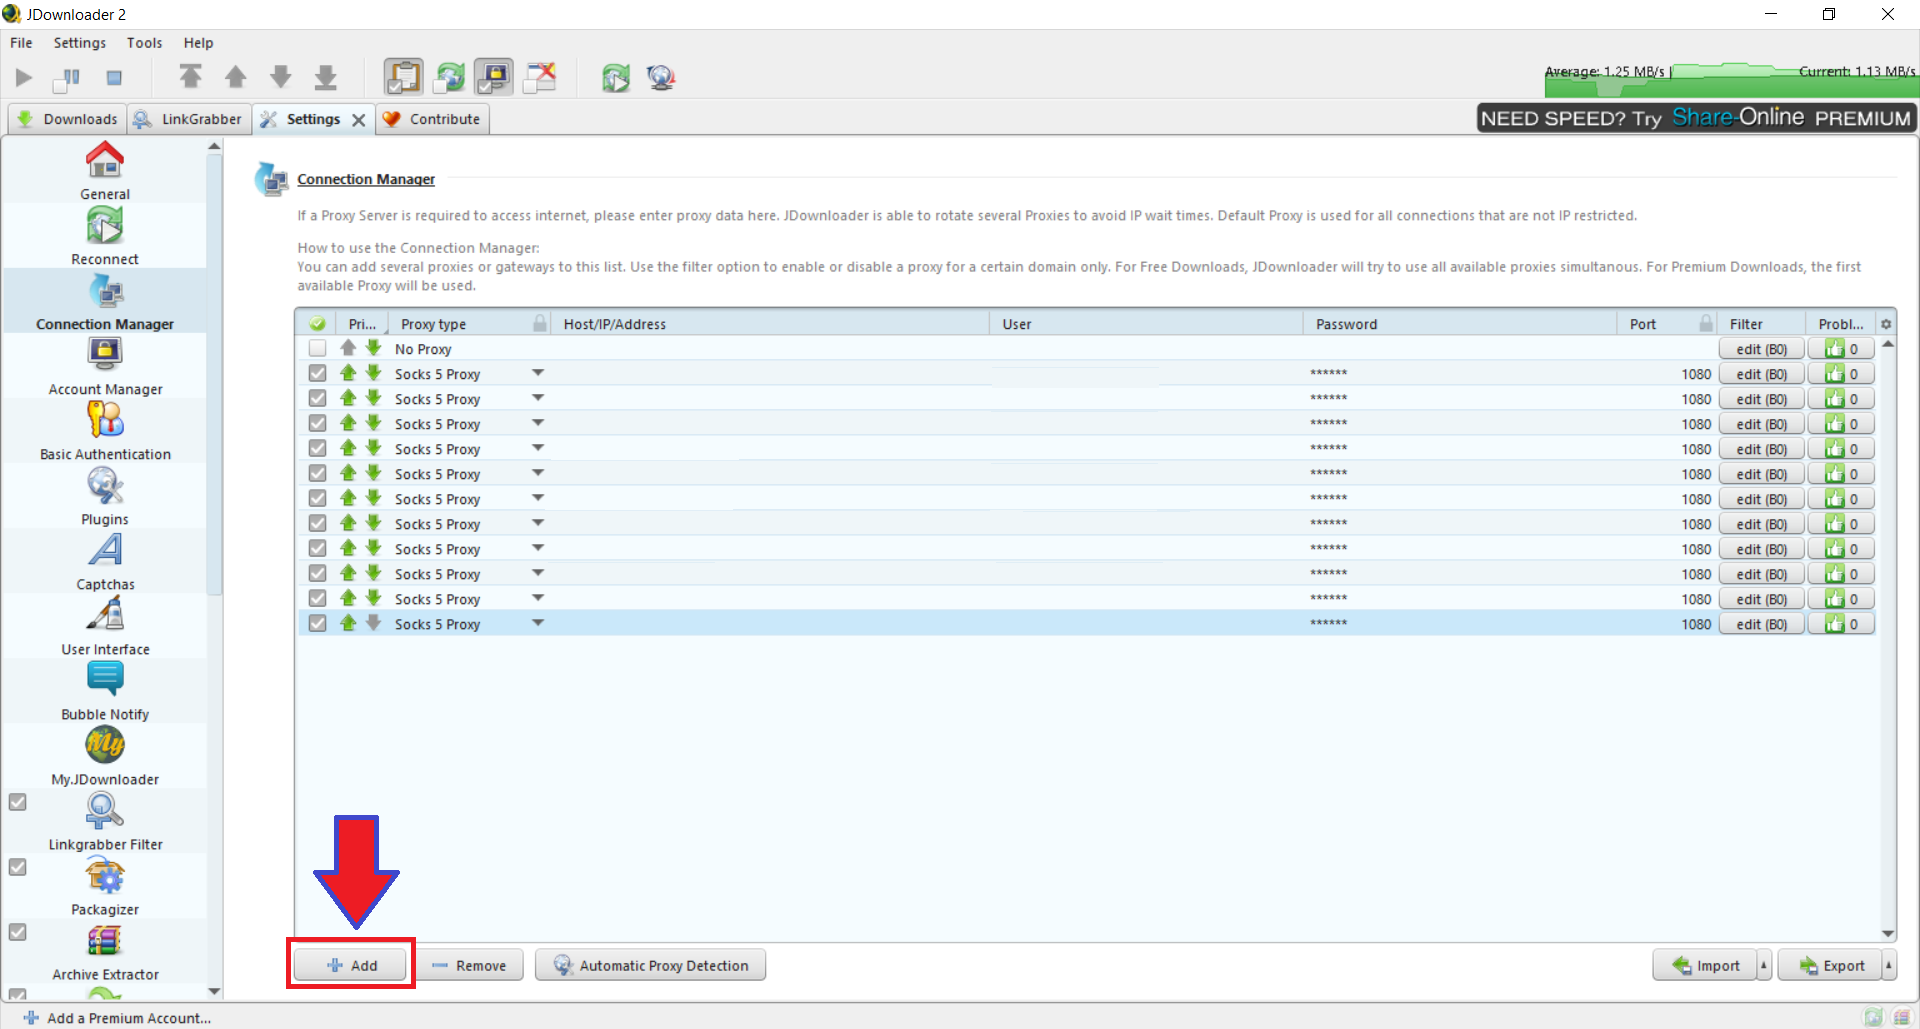 JDownloader 2
File Settings Tools Help
Average: 1.25 MB/s | Current: 1.13 MB/s
Downloads LinkGrabber Settings Contribute
NEED SPEED? Try Share-Online PREMIUM
General
Reconnect
Connection Manager
Account Manager
Basic Authentication
Plugins
Captchas
User Interface
Bubble Notify
My
My.JDownloader
Linkgrabber Filter
Packagizer
Archive Extractor
Connection Manager
If a Proxy Server is required to access internet, please enter proxy data here. JDownloader is able to rotate several Proxies to avoid IP wait times. Default Proxy is used for all connections that are not IP restricted.
How to use the Connection Manager:
You can add several proxies or gateways to this list. Use the filter option to enable or disable a proxy for a certain domain only. For Free Downloads, JDownloader will try to use all available proxies simultanous. For Premium Downloads, the first
available Proxy will be used.
Pri... Proxy type Host/IP/Address User Password Port Filter Probl...
No Proxy edit (B0) 0
Socks 5 Proxy ****** 1080 edit (B0) 0
Socks 5 Proxy ****** 1080 edit (B0) 0
Socks 5 Proxy ****** 1080 edit (B0) 0
Socks 5 Proxy ****** 1080 edit (B0) 0
Socks 5 Proxy ****** 1080 edit (B0) 0
Socks 5 Proxy ****** 1080 edit (B0) 0
Socks 5 Proxy ****** 1080 edit (B0) 0
Socks 5 Proxy ****** 1080 edit (B0) 0
Socks 5 Proxy ****** 1080 edit (B0) 0
Socks 5 Proxy ****** 1080 edit (B0) 0
Socks 5 Proxy ****** 1080 edit (B0) 0
Add Remove Automatic Proxy Detection Import Export
Add a Premium Account...